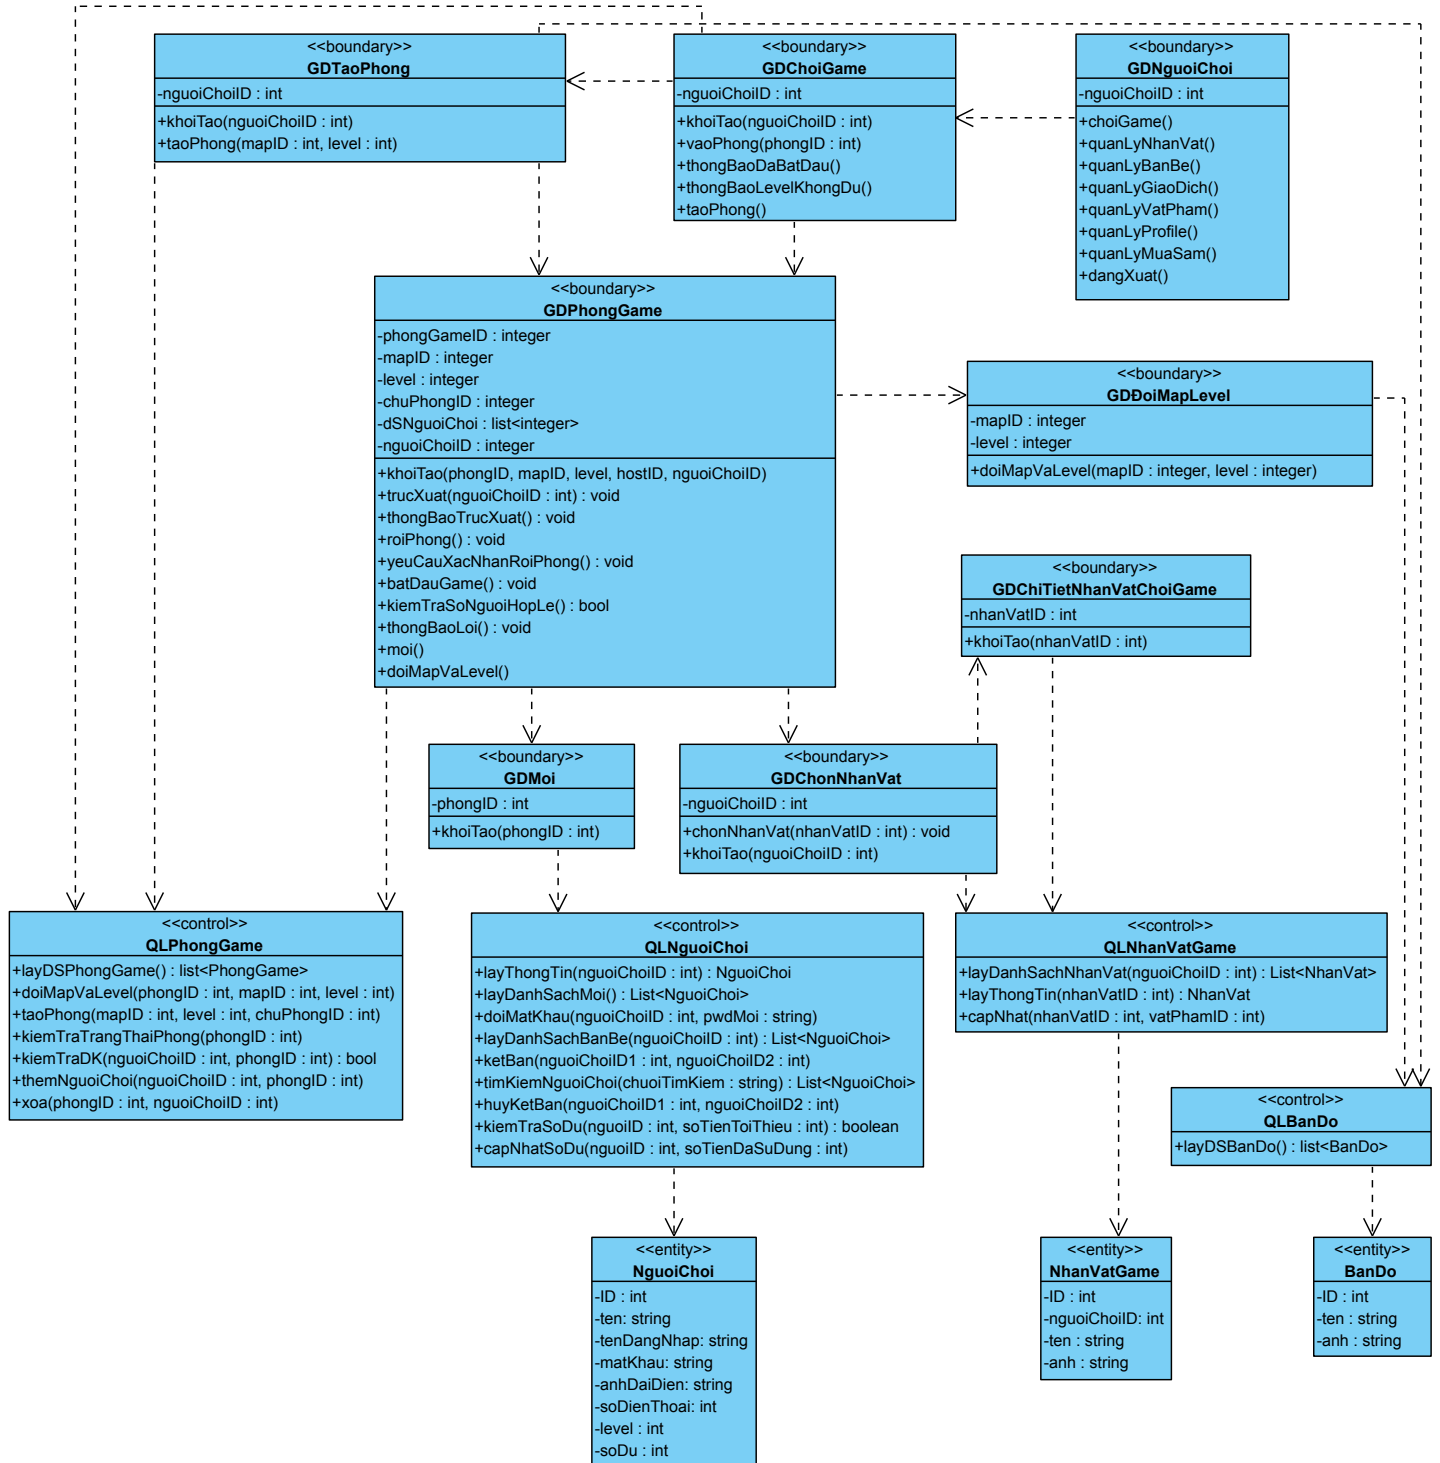 <<boundary>>
GDTaoPhong
-nguoiChoiID : int
+khoiTao(nguoiChoiID : int)
+taoPhong(mapID : int, level : int)
<<boundary>>
GDChoiGame
-nguoiChoiID : int
+khoiTao(nguoiChoiID : int)
+vaoPhong(phongID : int)
+thongBaoDaBatDau()
+thongBaoLevelKhongDu()
+taoPhong()
<<boundary>>
GDNguoiChoi
-nguoiChoiID : int
+choiGame()
+quanLyNhanVat()
+quanLyBanBe()
+quanLyGiaoDich()
+quanLyVatPham()
+quanLyProfile()
+quanLyMuaSam()
+dangXuat()
<<boundary>>
GDPhongGame
-phongGameID : integer
-mapID : integer
-level : integer
-chuPhongID : integer
-dSNguoiChoi : list<integer>
-nguoiChoiID : integer
+khoiTao(phongID, mapID, level, hostID, nguoiChoiID)
+trucXuat(nguoiChoiID : int) : void
+thongBaoTrucXuat() : void
+roiPhong() : void
+yeuCauXacNhanRoiPhong() : void
+batDauGame() : void
+kiemTraSoNguoiHopLe() : bool
+thongBaoLoi() : void
+moi()
+doiMapVaLevel()
<<boundary>>
GDĐoiMapLevel
-mapID : integer
-level : integer
+doiMapVaLevel(mapID : integer, level : integer)
<<boundary>>
GDChiTietNhanVatChoiGame
-nhanVatID : int
+khoiTao(nhanVatID : int)
<<boundary>>
GDMoi
-phongID : int
+khoiTao(phongID : int)
<<boundary>>
GDChonNhanVat
-nguoiChoiID : int
+chonNhanVat(nhanVatID : int) : void
+khoiTao(nguoiChoiID : int)
<<control>>
QLPhongGame
+layDSPhongGame() : list<PhongGame>
+doiMapVaLevel(phongID : int, mapID : int, level : int)
+taoPhong(mapID : int, level : int, chuPhongID : int)
+kiemTraTrangThaiPhong(phongID : int)
+kiemTraDK(nguoiChoiID : int, phongID : int) : bool
+themNguoiChoi(nguoiChoiID : int, phongID : int)
+xoa(phongID : int, nguoiChoiID : int)
<<control>>
QLNguoiChoi
+layThongTin(nguoiChoiID : int) : NguoiChoi
+layDanhSachMoi() : List<NguoiChoi>
+doiMatKhau(nguoiChoiID : int, pwdMoi : string)
+layDanhSachBanBe(nguoiChoiID : int) : List<NguoiChoi>
+ketBan(nguoiChoiID1 : int, nguoiChoiID2 : int)
+timKiemNguoiChoi(chuoiTimKiem : string) : List<NguoiChoi>
+huyKetBan(nguoiChoiID1 : int, nguoiChoiID2 : int)
+kiemTraSoDu(nguoiID : int, soTienToiThieu : int) : boolean
+capNhatSoDu(nguoiID : int, soTienDaSuDung : int)
<<control>>
QLNhanVatGame
+layDanhSachNhanVat(nguoiChoiID : int) : List<NhanVat>
+layThongTin(nhanVatID : int) : NhanVat
+capNhat(nhanVatID : int, vatPhamID : int)
<<control>>
QLBanDo
+layDSBanDo() : list<BanDo>
<<entity>>
NguoiChoi
-ID : int
-ten: string
-tenDangNhap: string
-matKhau: string
-anhDaiDien: string
-soDienThoai: int
-level : int
-soDu : int
<<entity>>
NhanVatGame
-ID : int
-nguoiChoiID: int
-ten : string
-anh : string
<<entity>>
BanDo
-ID : int
-ten : string
-anh : string